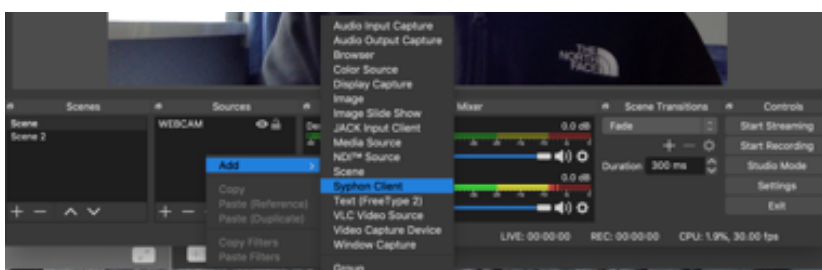 Audio Input Capture
Audio Output Capture
Browser
Color Source
Display Capture
Image
Image Slide Show
JACK Input Client
Media Source
NDI™ Source
Scene
Syphon Client
Text (FreeType 2)
VLC Video Source
Video Capture Device
Window Capture
Group
THE
NORTH
FACE
Scenes
Scene
Scene 2
Sources
WEBCAM
Add
Copy
Paste (Reference)
Paste (Duplicate)
Copy Filters
Paste Filters
Mixer
0.0 dB
0.0 dB
Scene Transitions
Fade
Duration 300 ms
Controls
Start Streaming
Start Recording
Studio Mode
Settings
Exit
LIVE: 00:00:00 REC: 00:00:00 CPU: 1.9%, 30.00 fps